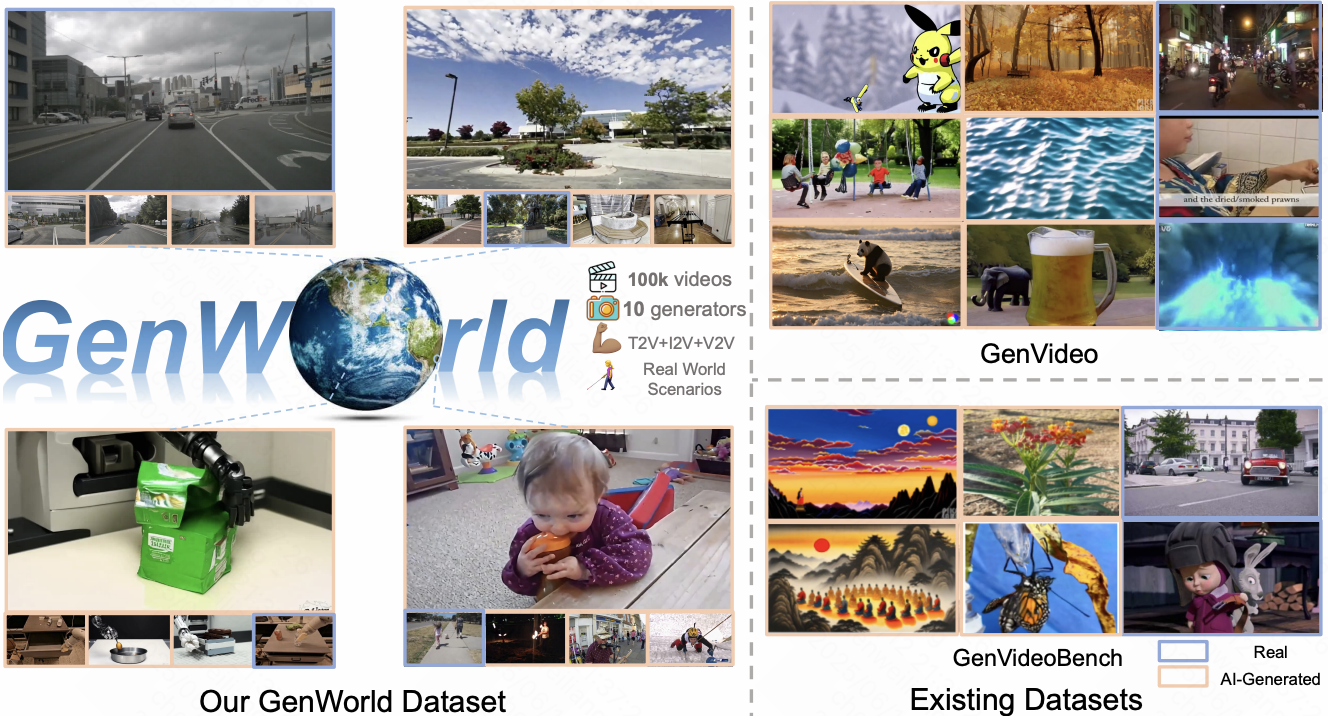 GenWorld
100k videos
10 generators
T2V+I2V+V2V
Real World
Scenarios
Our GenWorld Dataset
and the dried/smoked prawns
GenVideo
GenVideoBench
Real
AI-Generated
Existing Datasets